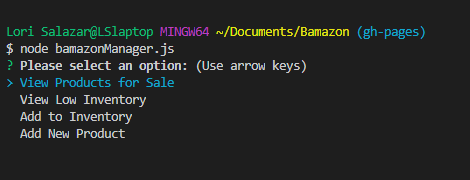 Lori Salazar@LSlaptop MINGW64 ~/Documents/Bamazon (gh-pages)
$ node bamazonManager.js
? Please select an option: (Use arrow keys)
> View Products for Sale
  View Low Inventory
  Add to Inventory
  Add New Product